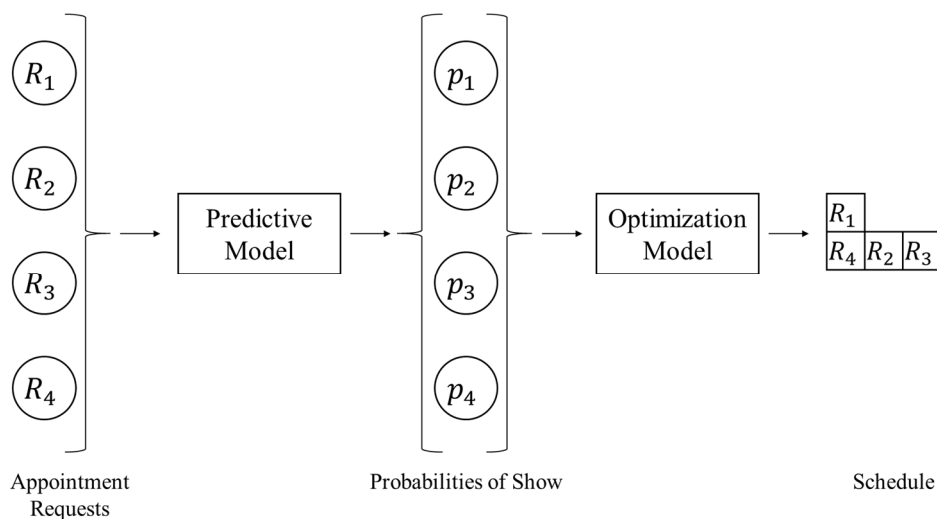 R₁
R₂
R₃
R₄
Predictive
Model
p₁
p₂
p₃
p₄
Optimization
Model
R₁
R₄ R₂ R₃
Appointment
Requests
Probabilities of Show
Schedule